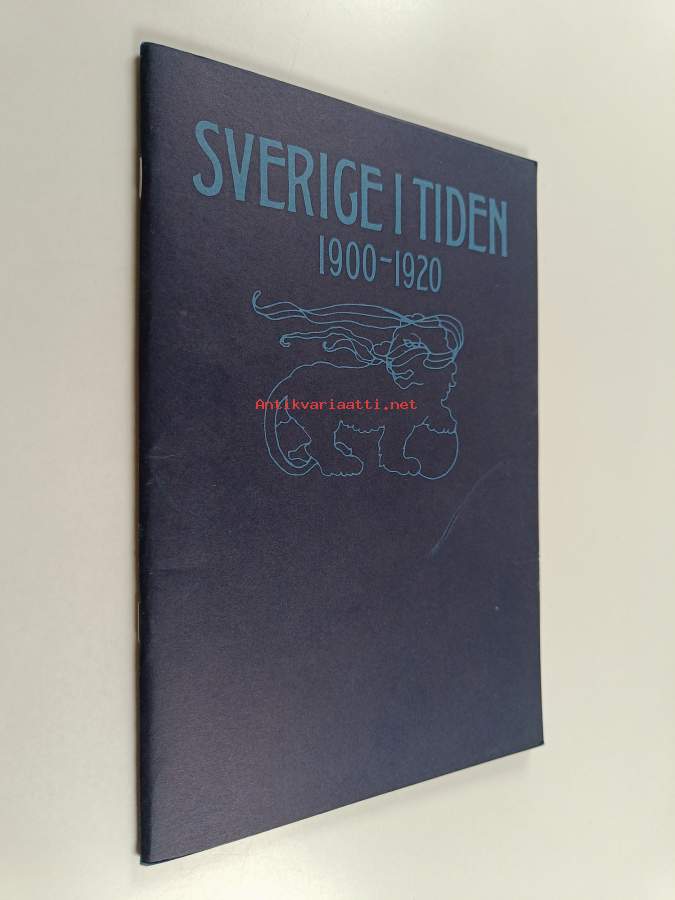 SVERIGE I TIDEN
1900-1920
Antikvariaatti.net